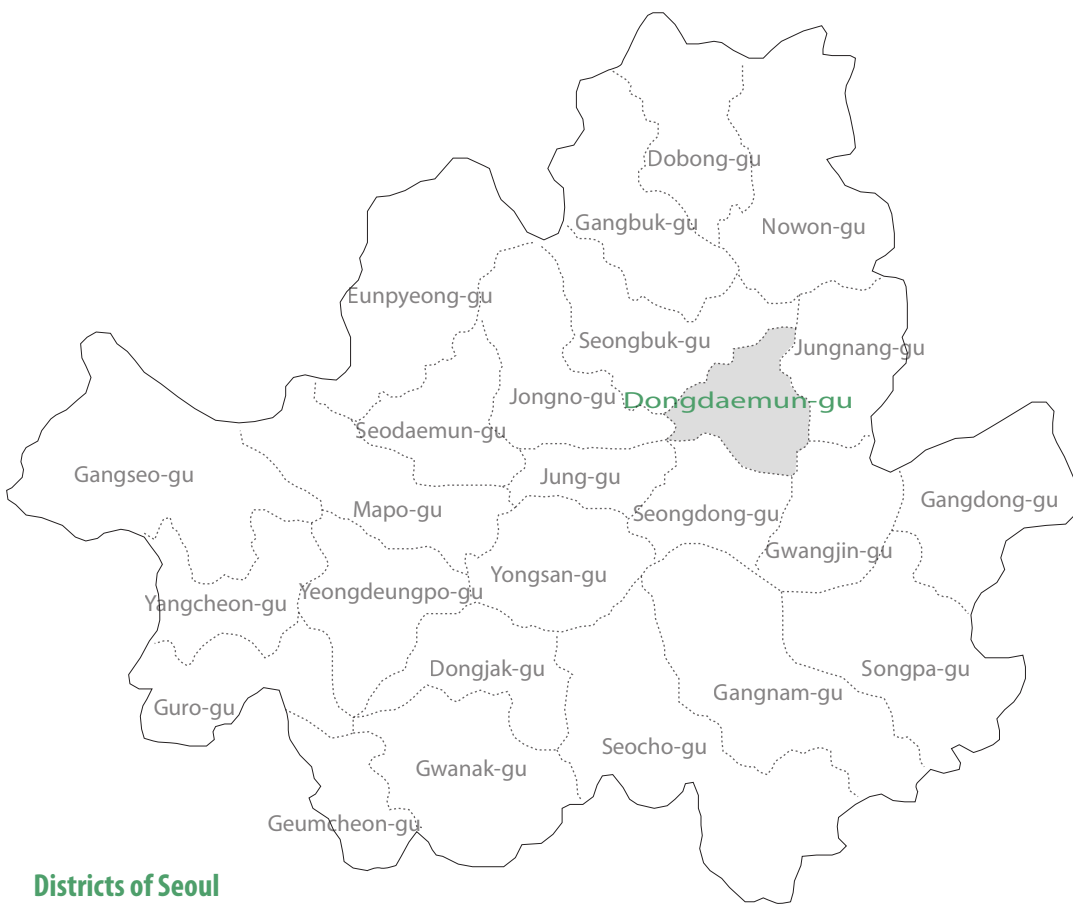 Dobong-gu
Gangbuk-gu
Nowon-gu
Eunpyeong-gu
Seongbuk-gu
Jungnang-gu
Jongno-gu
Dongdaemun-gu
Seodaemun-gu
Gangseo-gu
Jung-gu
Gangdong-gu
Mapo-gu
Seongdong-gu
Gwangjin-gu
Yongsan-gu
Yeongdeungpo-gu
Yangcheon-gu
Dongjak-gu
Songpa-gu
Gangnam-gu
Guro-gu
Seocho-gu
Gwanak-gu
Geumcheon-gu
Districts of Seoul